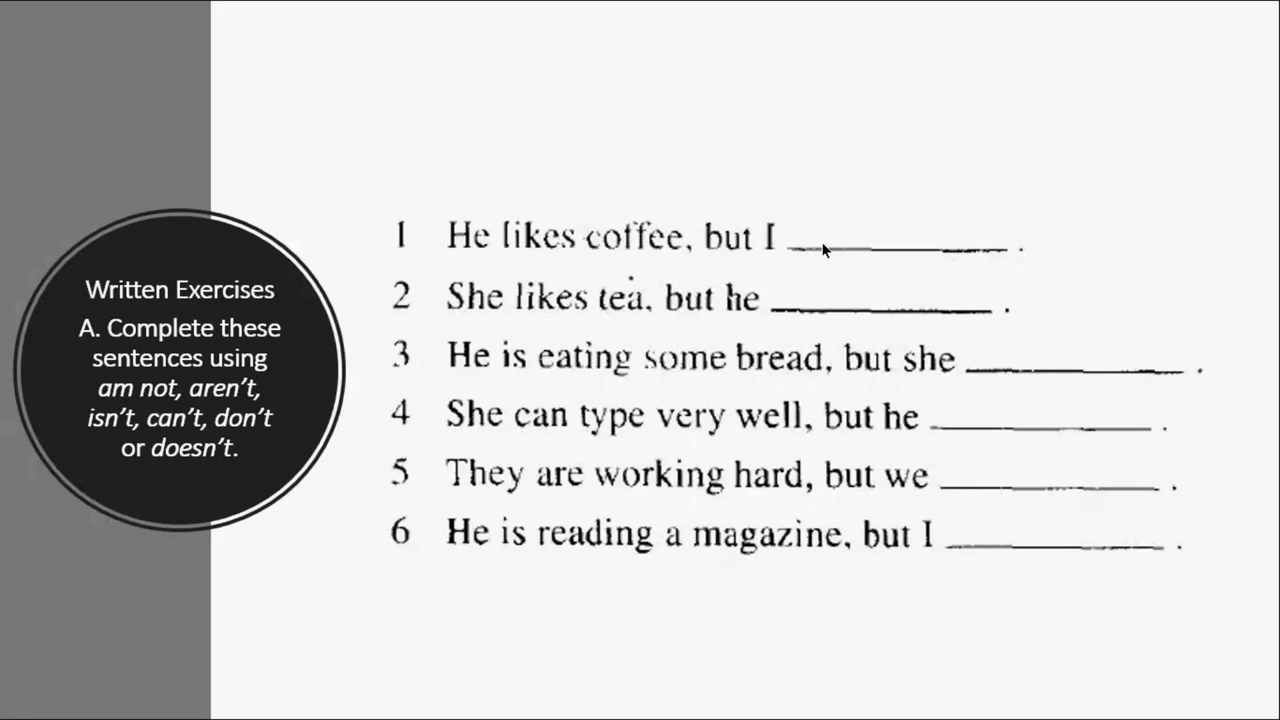 Written Exercises
A. Complete these
sentences using
am not, aren't,
isn't, can't, don't
or doesn't.
1 He likes coffee, but I ____________ .
2 She likes tea, but he ____________ .
3 He is eating some bread, but she ____________ .
4 She can type very well, but he ____________ .
5 They are working hard, but we ____________ .
6 He is reading a magazine, but I ____________ .